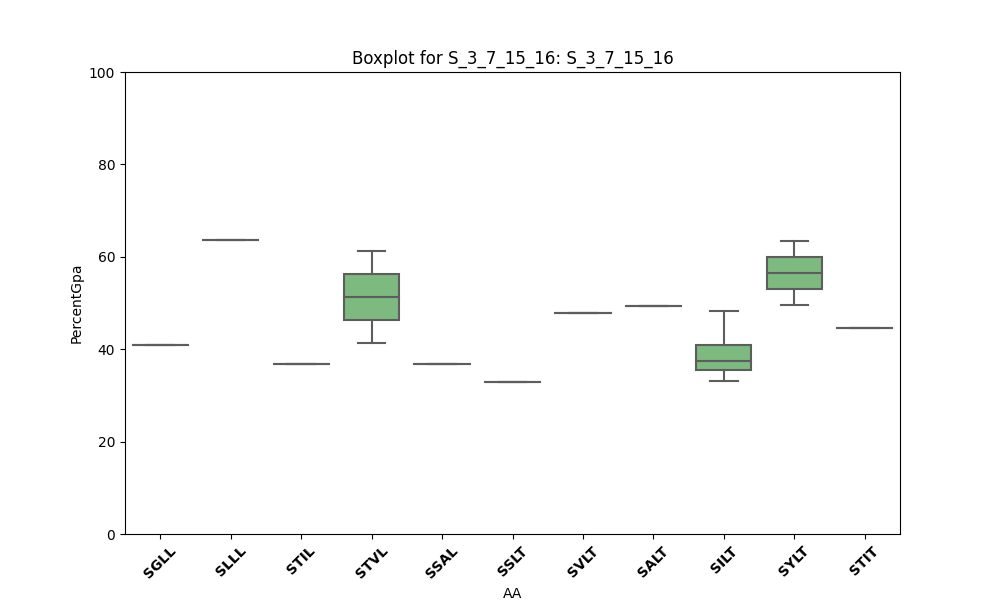 Boxplot for S_3_7_15_16: S_3_7_15_16
100
80
60
40
20
0
PercentGpa
SGLL
SLLL
STIL
STVL
SSAL
SSLT
SVLT
SALT
SILT
SYLT
STIT
AA